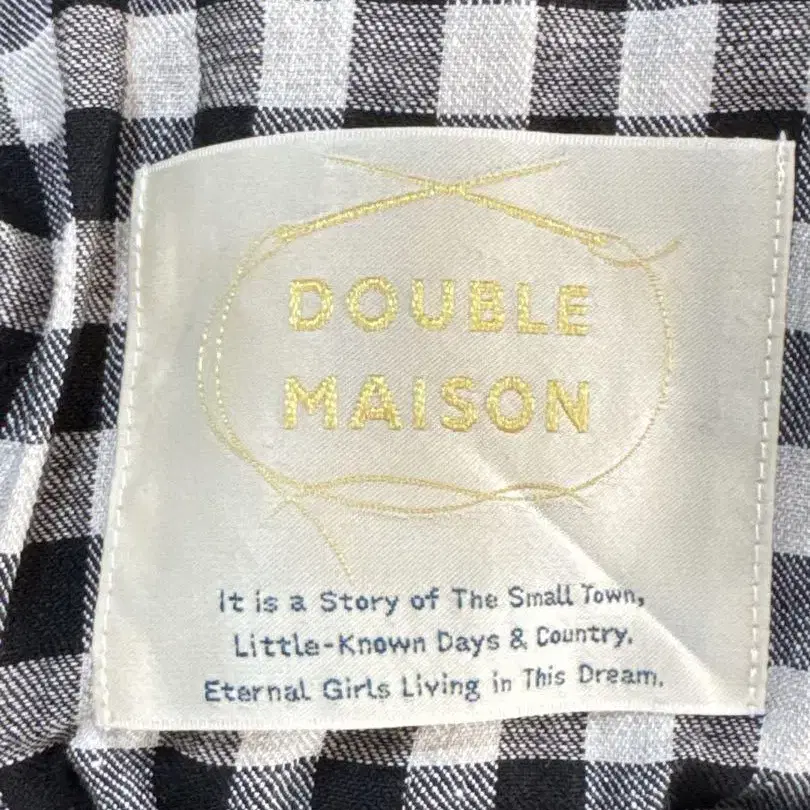 DOUBLE
MAISON
It is a Story of The Small Town,
Little-Known Days & Country.
Eternal Girls Living in This Dream.